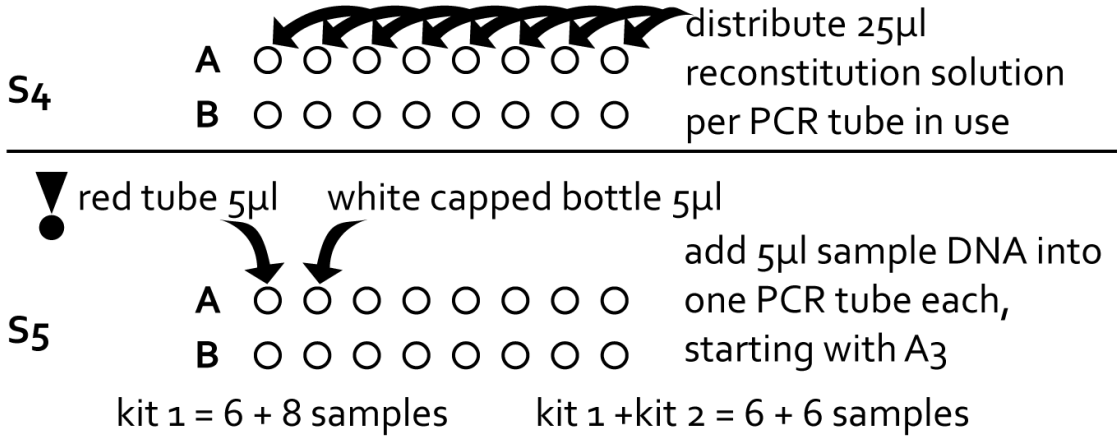 distribute 25µl
A
reconstitution solution
S4
B
per PCR tube in use
red tube 5µl
white capped bottle 5µl
add 5µl sample DNA into
A
one PCR tube each,
S5
B
starting with A3
kit 1 = 6 + 8 samples
kit 1 +kit 2 = 6 + 6 samples